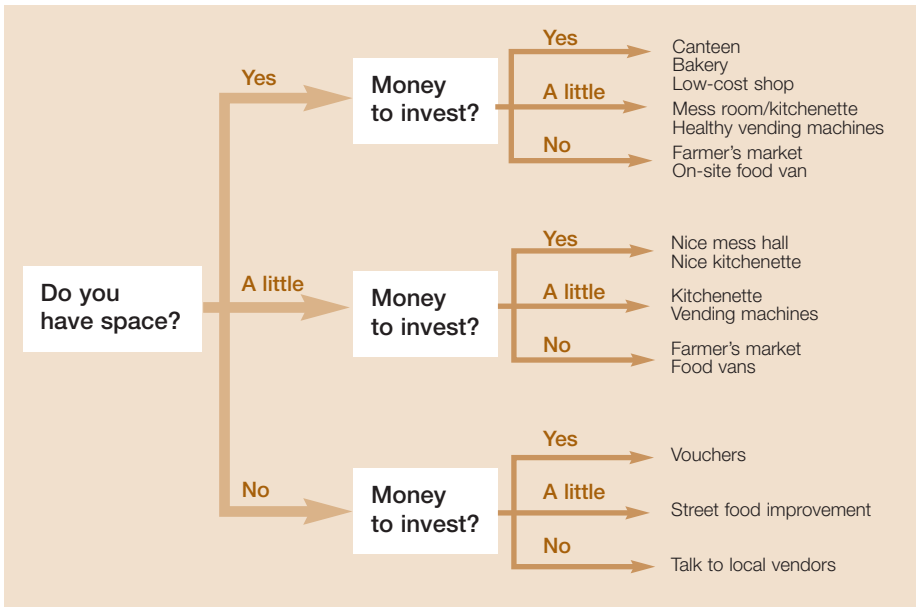 Do you
have space?
Yes
Money
to invest?
Yes
Canteen
Bakery
Low-cost shop
A little
Mess room/kitchenette
Healthy vending machines
No
Farmer's market
On-site food van
A little
Money
to invest?
Yes
Nice mess hall
Nice kitchenette
A little
Kitchenette
Vending machines
No
Farmer's market
Food vans
No
Money
to invest?
Yes
Vouchers
A little
Street food improvement
No
Talk to local vendors